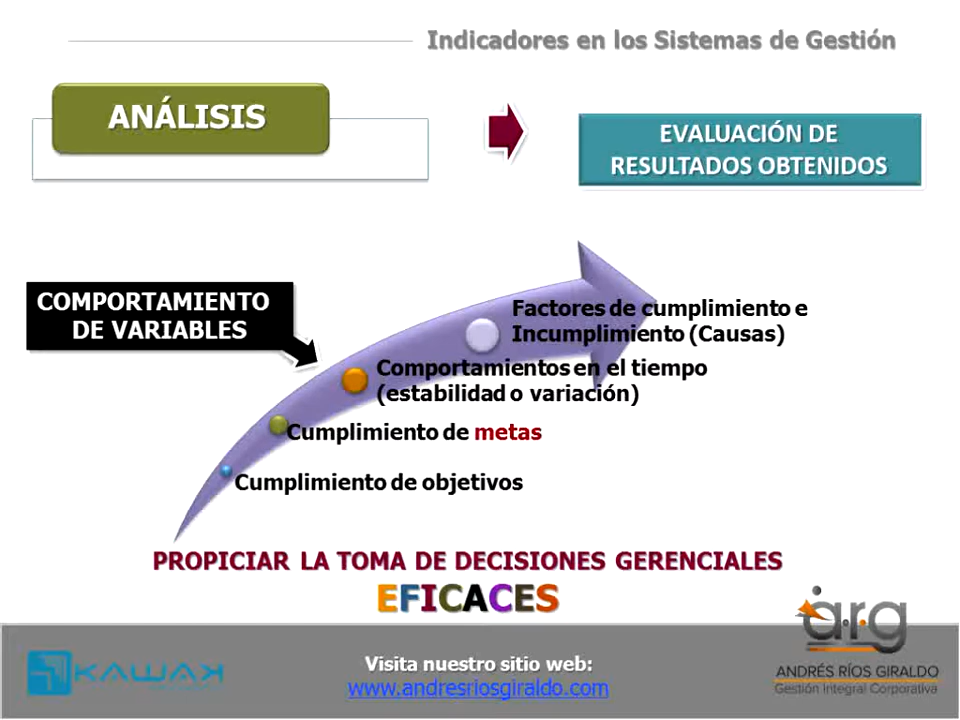 Indicadores en los Sistemas de Gestión
ANÁLISIS
EVALUACIÓN DE
RESULTADOS OBTENIDOS
COMPORTAMIENTO
DE VARIABLES
Factores de cumplimiento e
Incumplimiento (Causas)
Comportamientos en el tiempo
(estabilidad o variación)
Cumplimiento de metas
Cumplimiento de objetivos
PROPICIAR LA TOMA DE DECISIONES GERENCIALES
EFICACES
KAWAK
Visita nuestro sitio web:
www.andresriosgiraldo.com
a.r.g
ANDRÉS RÍOS GIRALDO
Gestión Integral Corporativa